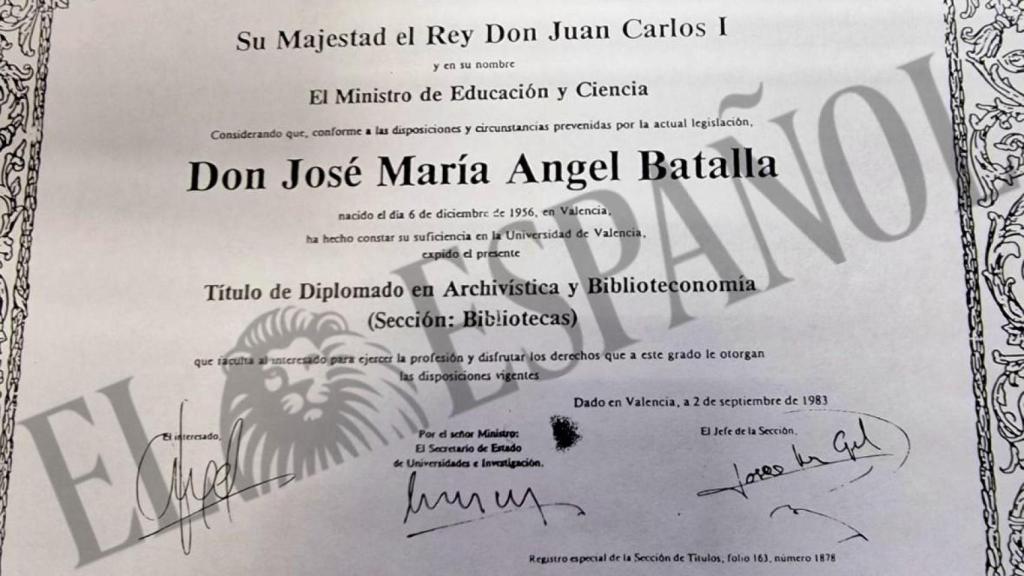 Su Majestad el Rey Don Juan Carlos I
y en su nombre
El Ministro de Educación y Ciencia
Considerando que, conforme a las disposiciones y circunstancias prevenidas por la actual legislación,
Don José María Angel Batalla
nacido el día 6 de diciembre de 1956, en Valencia,
ha hecho constar su suficiencia en la Universidad de Valencia,
expido el presente
Título de Diplomado en Archivística y Biblioteconomía
(Sección: Bibliotecas)
que faculta al interesado para ejercer la profesión y disfrutar los derechos que a este grado le otorgan
las disposiciones vigentes
Dado en Valencia, a 2 de septiembre de 1983
El interesado,
Por el señor Ministro:
El Secretario de Estado
de Universidades e Investigación,
El Jefe de la Sección,
Registro especial de la Sección de Títulos, folio 163, número 1878
EL ESPAÑOL